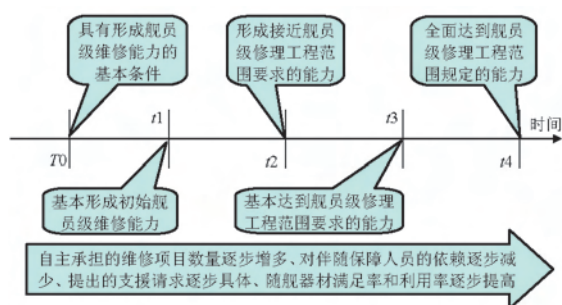 具有形成舰员
级维修能力的
基本条件
形成接近舰员
级修理工程范
围要求的能力
全面达到舰员
级修理工程范
围规定的能力
t1
t3
时间
T0
t2
t4
基本形成初始舰
员级维修能力
基本达到舰员级修理
工程范围要求的能力
自主承担的维修项目数量逐步增多、对伴随保障人员的依赖逐步减
少、提出的支援请求逐步具体、随舰器材满足率和利用率逐步提高